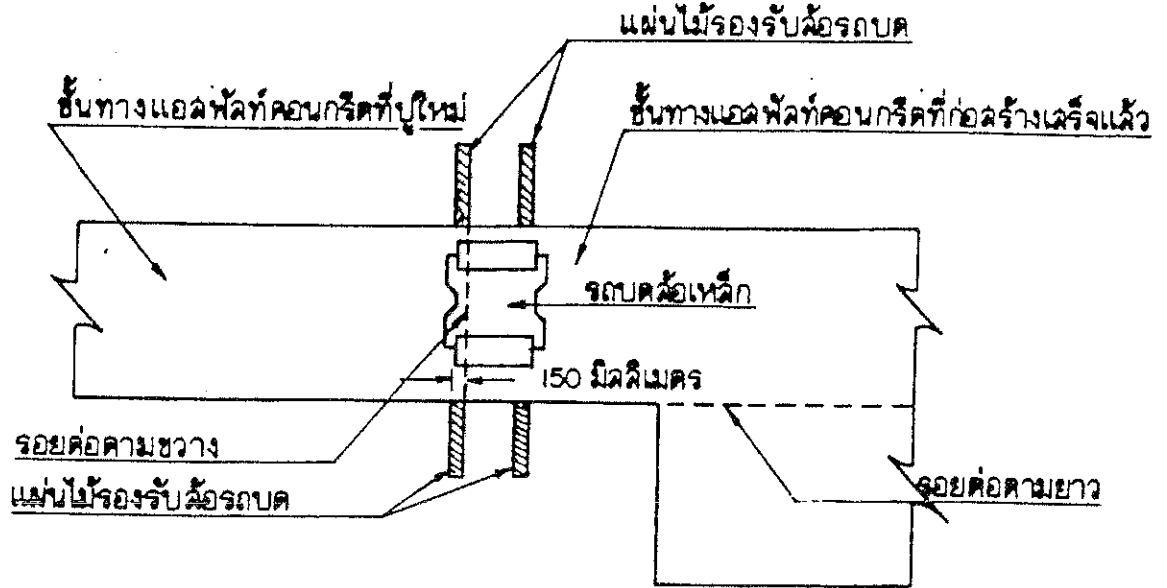 แผ่นไม้รองรับล้อรถบด
ชั้นทางแอสฟัลท์คอนกรีตที่ปูใหม่
ชั้นทางแอสฟัลท์คอนกรีตที่ก่อสร้างเสร็จแล้ว
รถบดล้อเหล็ก
150 มิลลิเมตร
รอยต่อตามขวาง
แผ่นไม้รองรับล้อรถบด
รอยต่อตามยาว